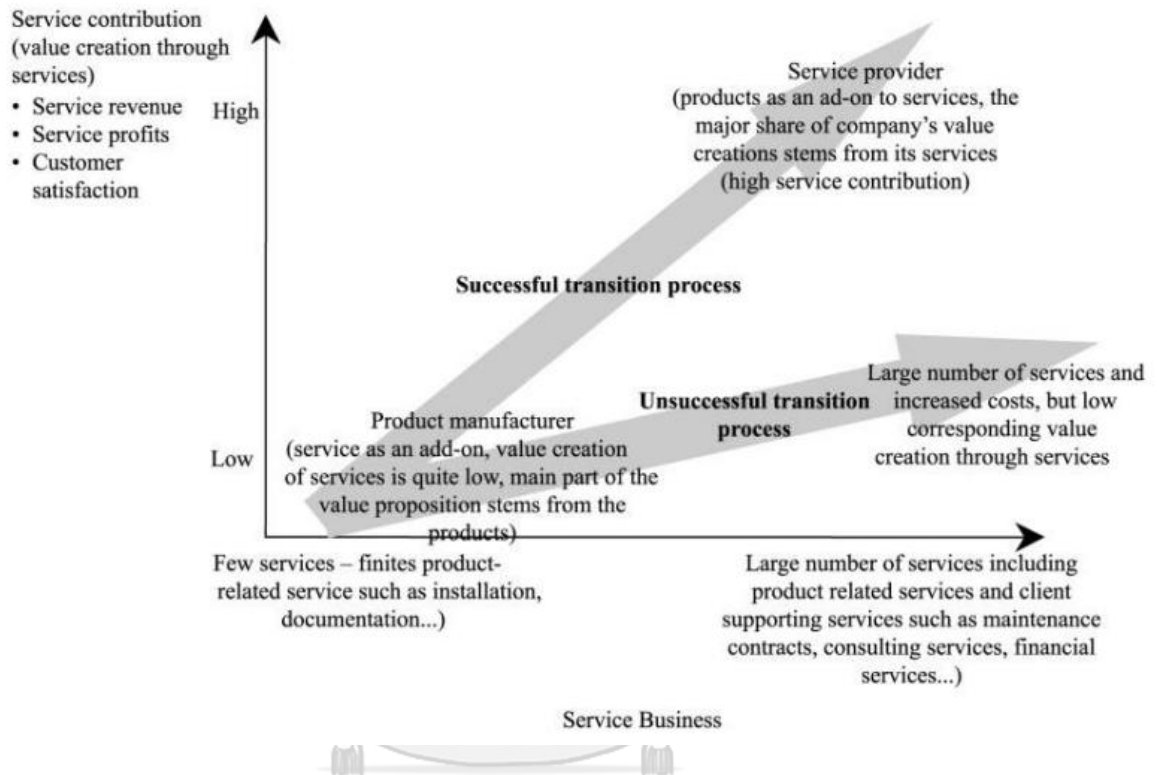 Service contribution
(value creation through
services)
• Service revenue
• Service profits
• Customer
satisfaction
High
Service provider
(products as an ad-on to services, the
major share of company's value
creations stems from its services
(high service contribution)
Successful transition process
Unsuccessful transition
process
Large number of services and
increased costs, but low
corresponding value
creation through services
Low
Product manufacturer
(service as an add-on, value creation
of services is quite low, main part of the
value proposition stems from the
products)
Few services – finites product-
related service such as installation,
documentation...)
Large number of services including
product related services and client
supporting services such as maintenance
contracts, consulting services, financial
services...)
Service Business